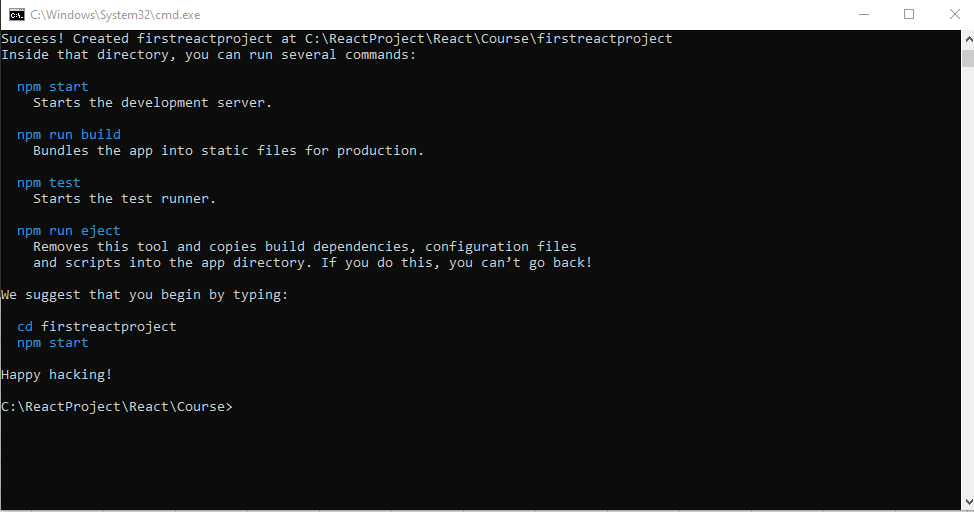 C:\Windows\System32\cmd.exe
Success! Created firstreactproject at C:\ReactProject\React\Course\firstreactproject
Inside that directory, you can run several commands:
npm start
Starts the development server.
npm run build
Bundles the app into static files for production.
npm test
Starts the test runner.
npm run eject
Removes this tool and copies build dependencies, configuration files
and scripts into the app directory. If you do this, you can’t go back!
We suggest that you begin by typing:
cd firstreactproject
npm start
Happy hacking!
C:\ReactProject\React\Course>